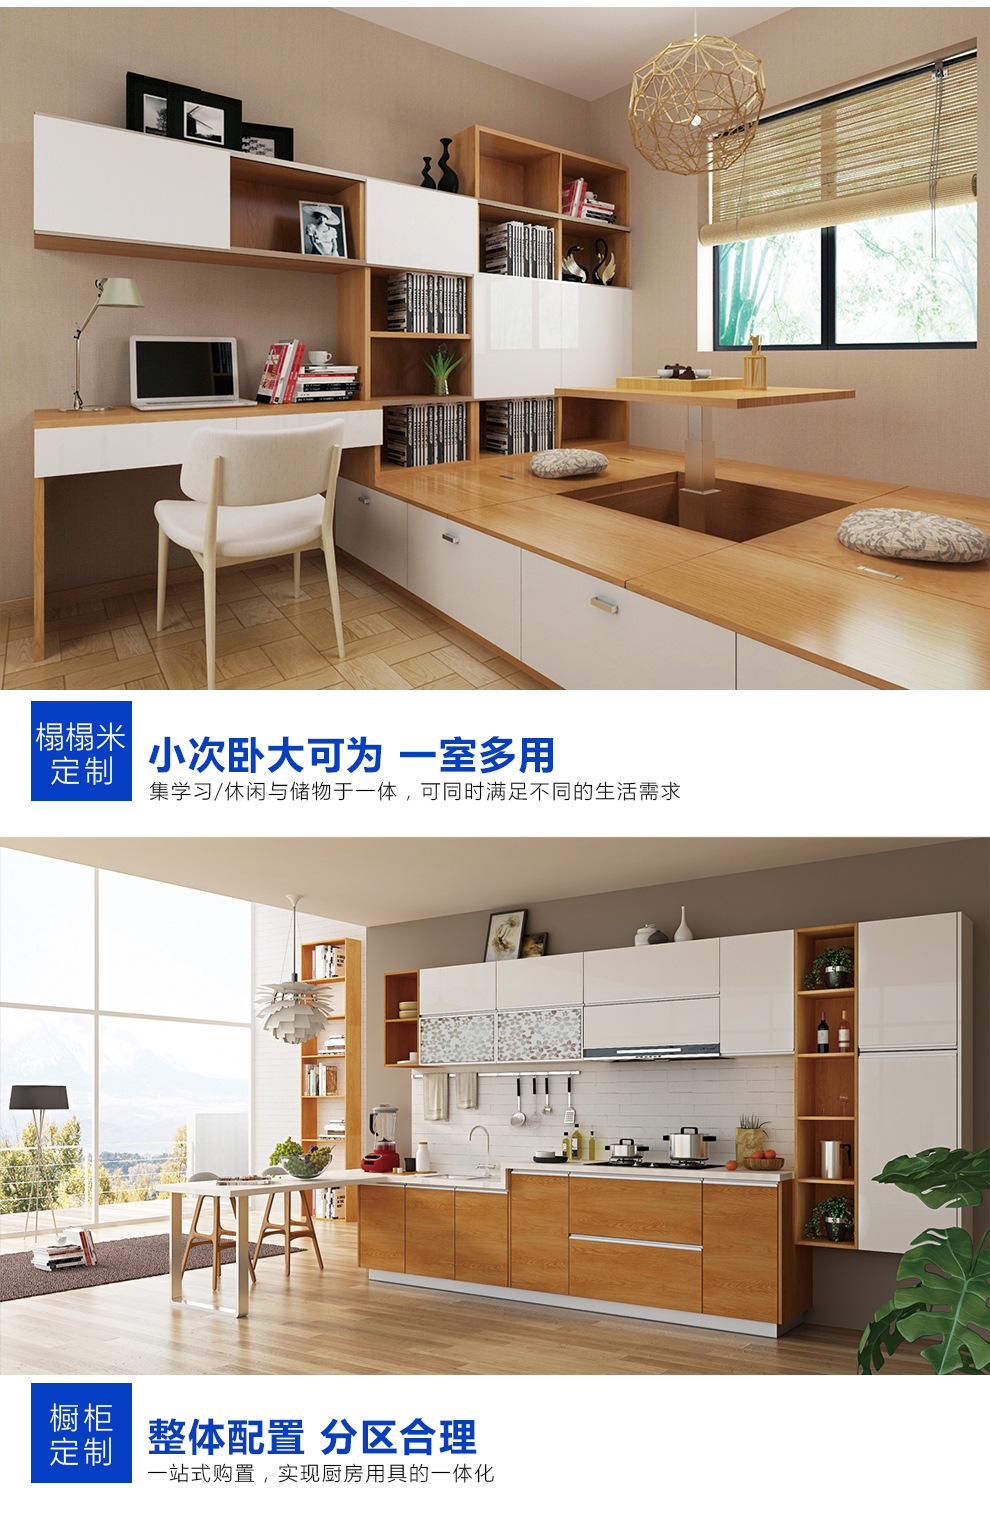 榻榻米
定制
小次卧大可为 一室多用
集学习/休闲与储物于一体，可同时满足不同的生活需求
橱柜
定制
整体配置 分区合理
一站式购置，实现厨房用具的一体化